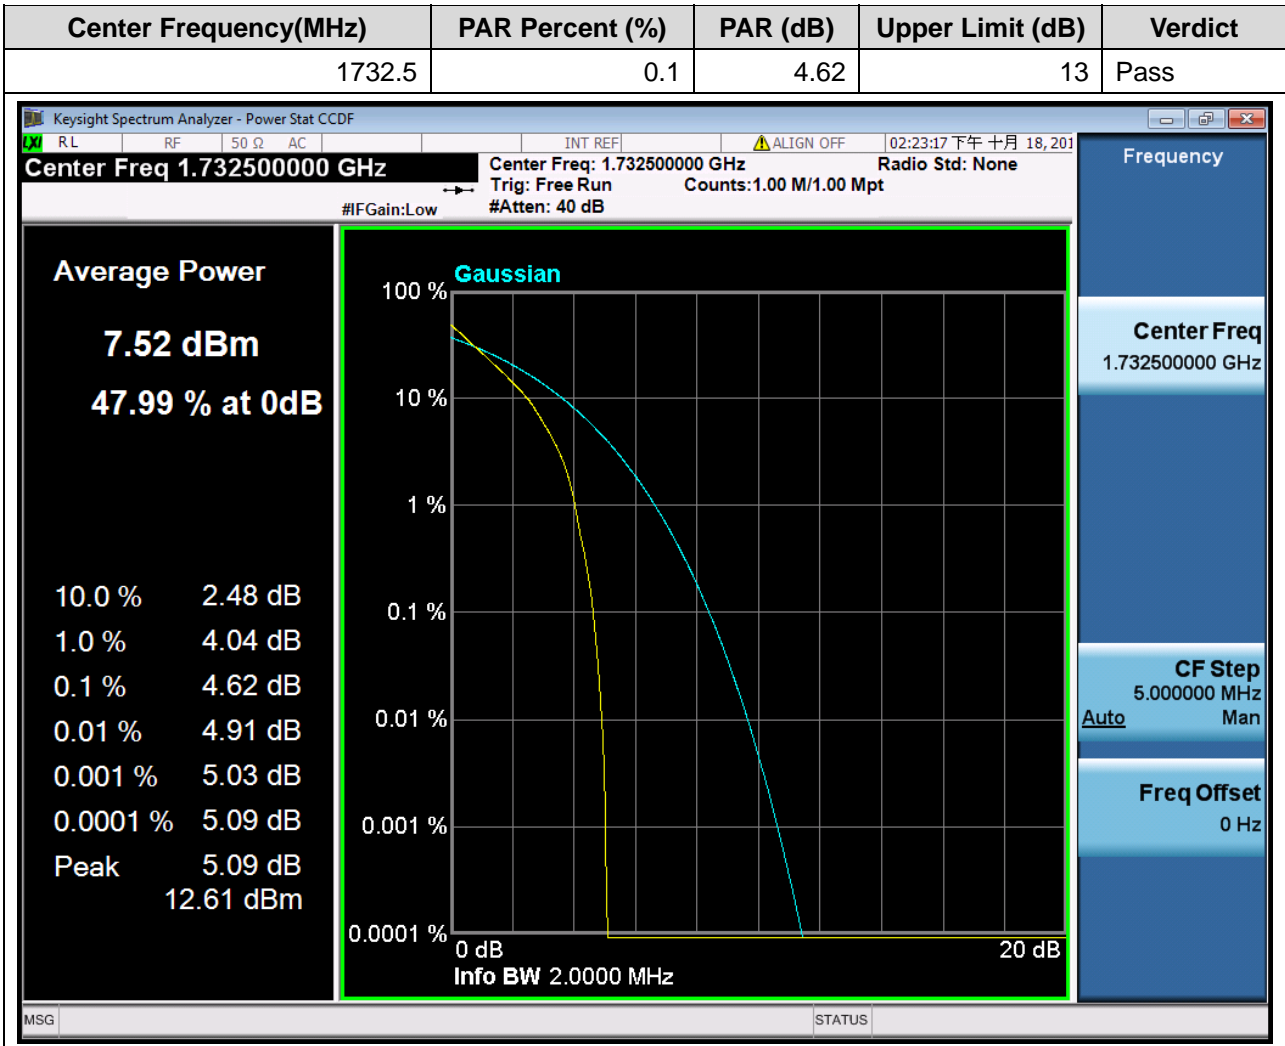 Center Frequency(MHz) PAR Percent (%) PAR (dB) Upper Limit (dB) Verdict
1732.5 0.1 4.62 13 Pass
Keysight Spectrum Analyzer - Power Stat CCDF
LXI RL RF 50 Ω AC INT REF ALIGN OFF 02:23:17 下午 十月 18, 201
Center Freq 1.732500000 GHz
Center Freq: 1.732500000 GHz Radio Std: None
Trig: Free Run Counts:1.00 M/1.00 Mpt
#IFGain:Low #Atten: 40 dB
Frequency
Average Power
7.52 dBm
47.99 % at 0dB
10.0 % 2.48 dB
1.0 % 4.04 dB
0.1 % 4.62 dB
0.01 % 4.91 dB
0.001 % 5.03 dB
0.0001 % 5.09 dB
Peak 5.09 dB
12.61 dBm
Gaussian
100 %
10 %
1 %
0.1 %
0.01 %
0.001 %
0.0001 %
0 dB 20 dB
Info BW 2.0000 MHz
Center Freq
1.732500000 GHz
CF Step
5.000000 MHz
Auto Man
Freq Offset
0 Hz
MSG STATUS